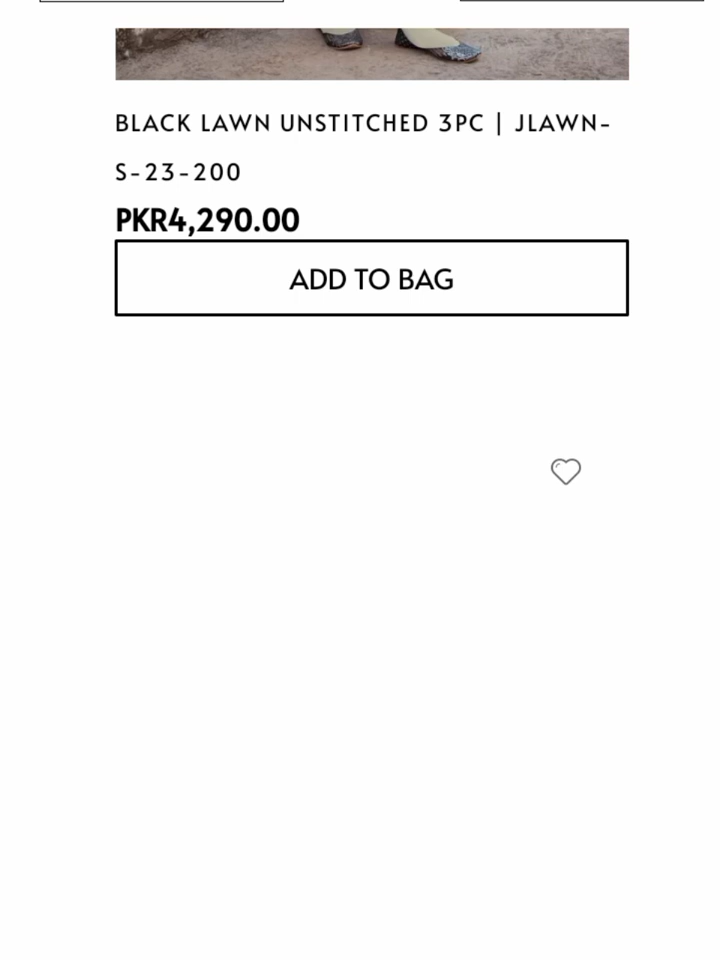 BLACK LAWN UNSTITCHED 3PC | JLAWN-
S-23-200
PKR4,290.00
ADD TO BAG